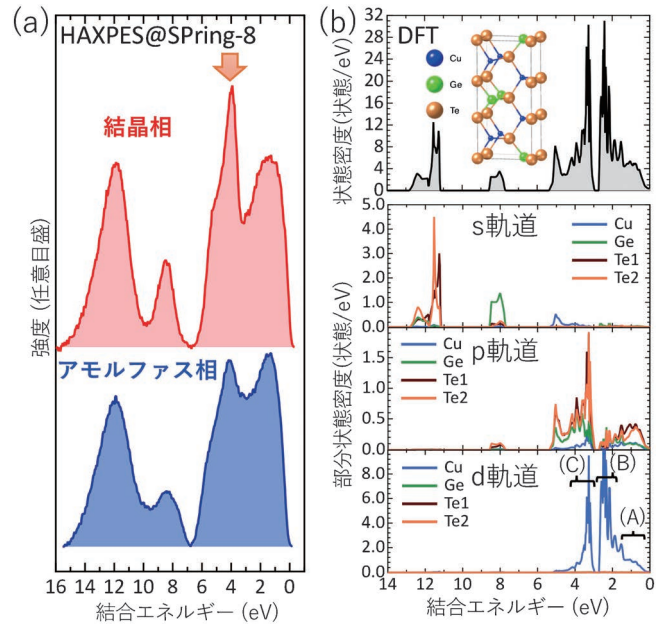 (a)
HAXPES@SPring-8
結晶相
アモルファス相
強度 (任意目盛)
16 14 12 10 8 6 4 2 0
結合エネルギー (eV)
(b)
DFT
Cu
Ge
Te
状態密度(状態/eV)
32
28
24
20
16
12
8
4
0
s軌道
Cu
Ge
Te1
Te2
5.0
4.0
3.0
2.0
1.0
0.0
部分状態密度(状態/eV)
p軌道
Cu
Ge
Te1
Te2
1.5
1.0
0.5
0.0
d軌道
Cu
Ge
Te1
Te2
(C)
(B)
(A)
8.0
6.0
4.0
2.0
0.0
14 12 10 8 6 4 2 0
結合エネルギー (eV)